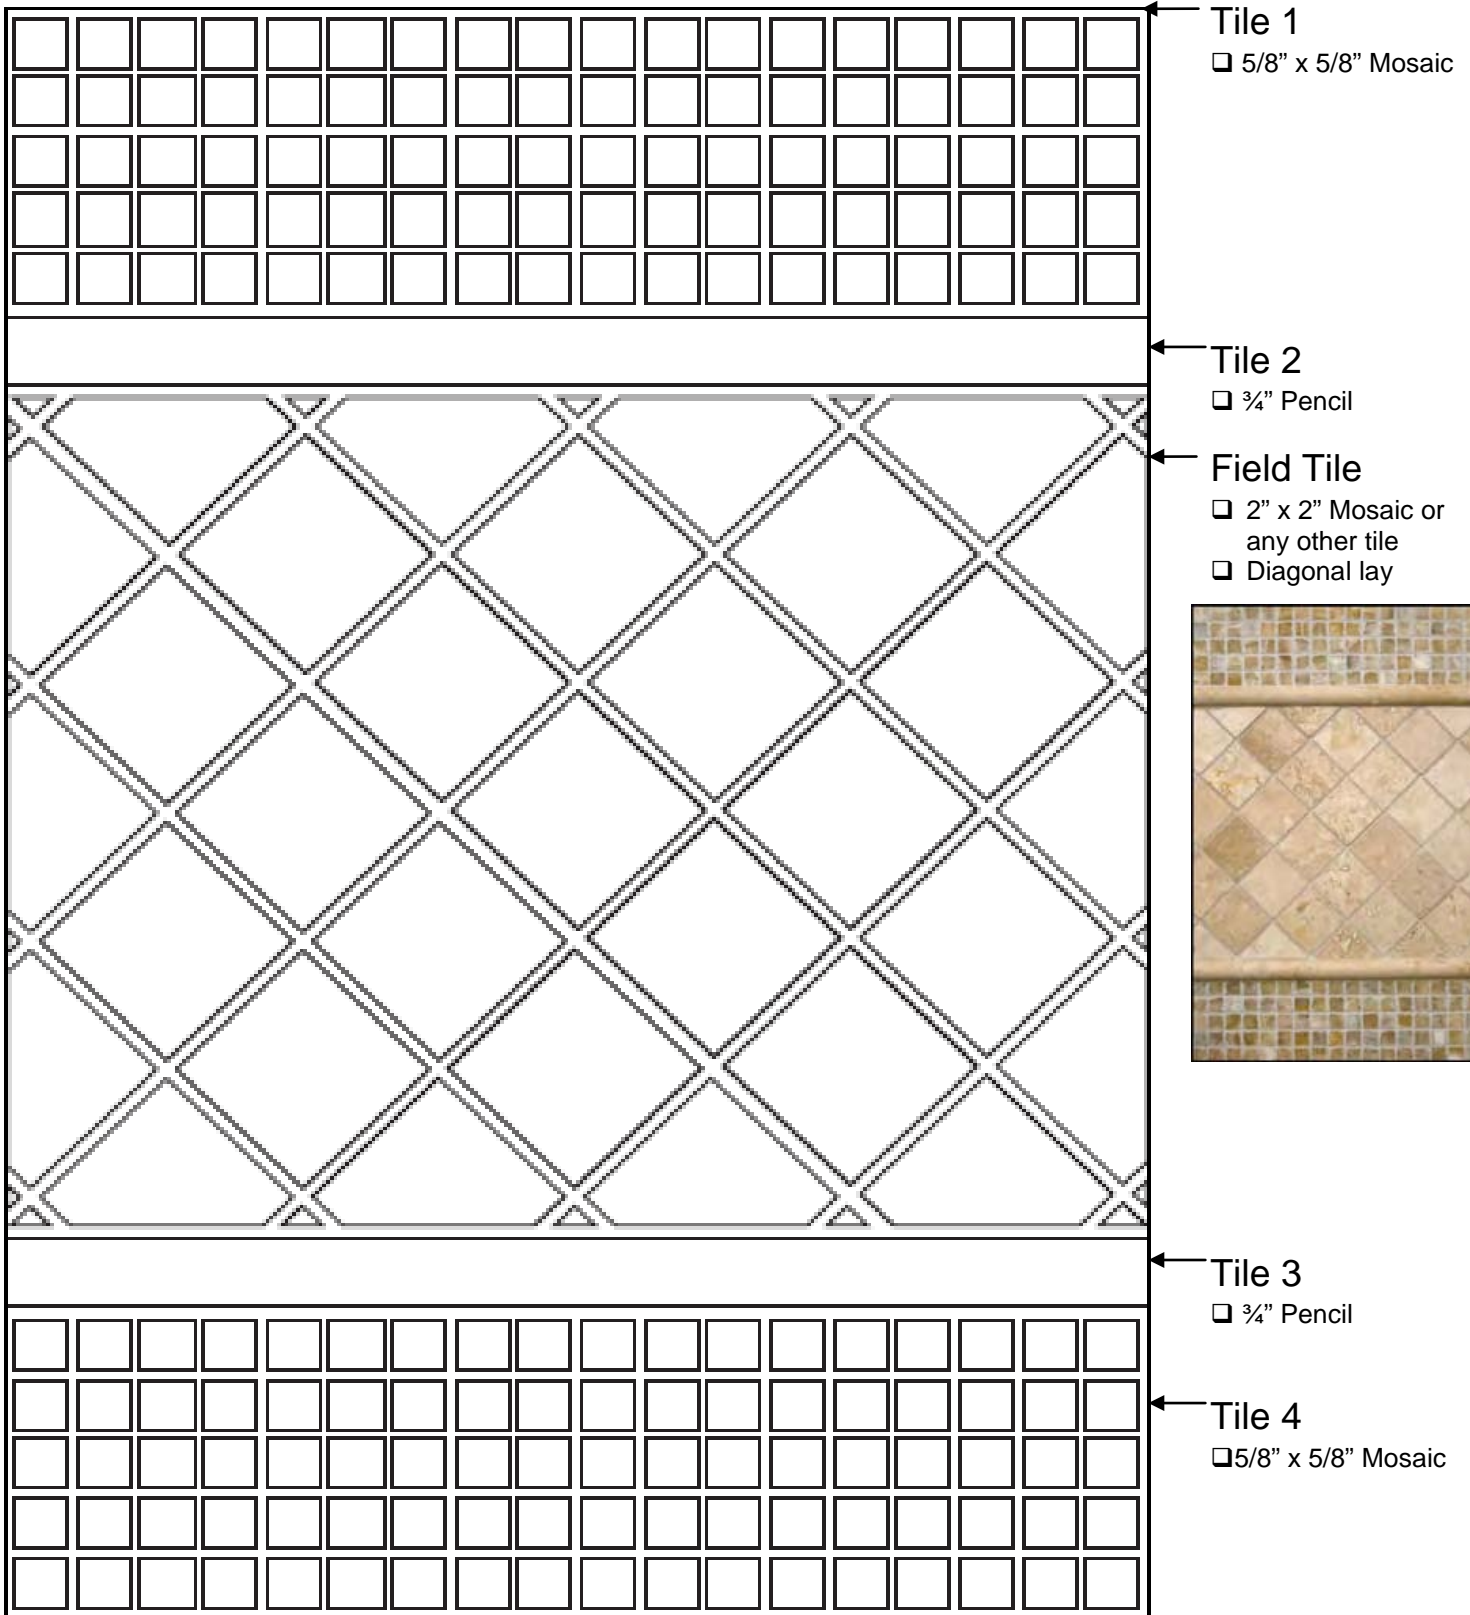 Tile 1
❑ 5/8” x 5/8” Mosaic
Tile 2
❑ ¾” Pencil
Field Tile
❑ 2” x 2” Mosaic or
any other tile
❑ Diagonal lay
Tile 3
❑ ¾” Pencil
Tile 4
❑5/8” x 5/8” Mosaic